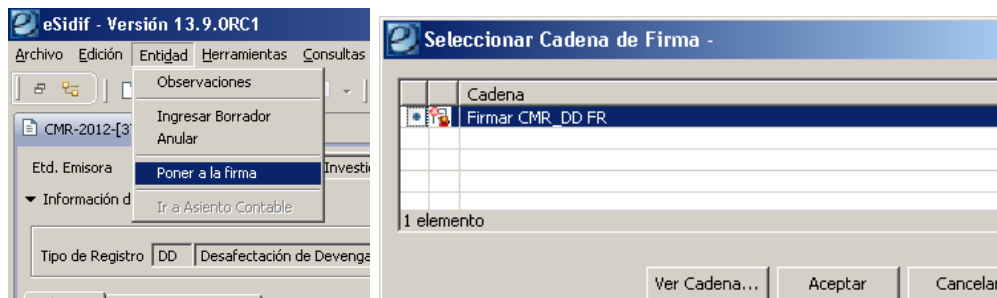 eSidif - Versión 13.9.0RC1
Archivo Edición Entidad Herramientas Consultas
Observaciones
Ingresar Borrador
Anular
Poner a la firma
Ir a Asiento Contable
CMR-2012-[3
Etd. Emisora
Investi
Información d
Tipo de Registro DD Desafectación de Devenga
Seleccionar Cadena de Firma -
Cadena
Firmar CMR_DD FR
1 elemento
Ver Cadena... Aceptar Cancelar